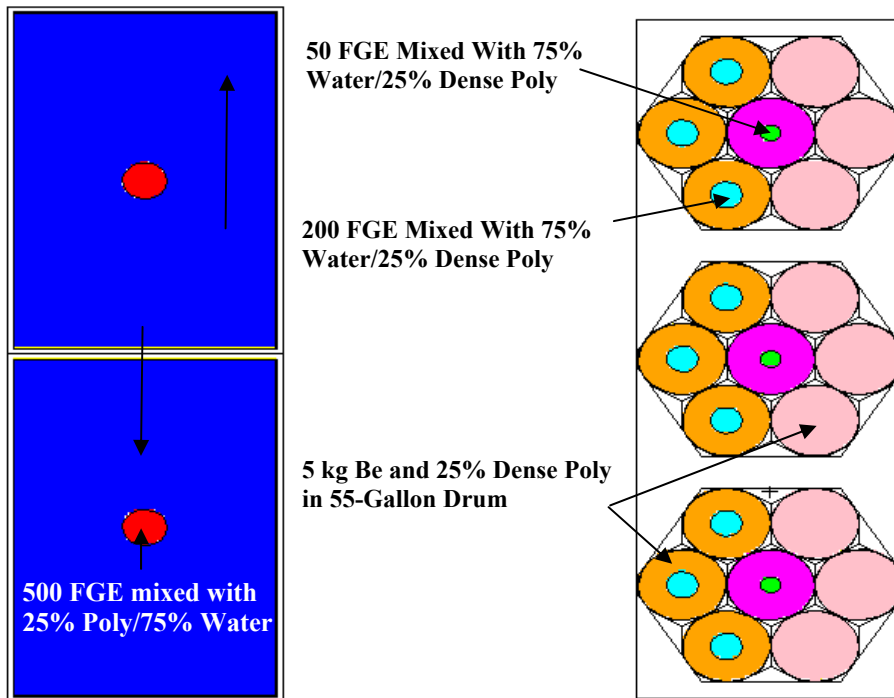 50 FGE Mixed With 75%
Water/25% Dense Poly
200 FGE Mixed With 75%
Water/25% Dense Poly
5 kg Be and 25% Dense Poly
in 55-Gallon Drum
500 FGE mixed with
25% Poly/75% Water